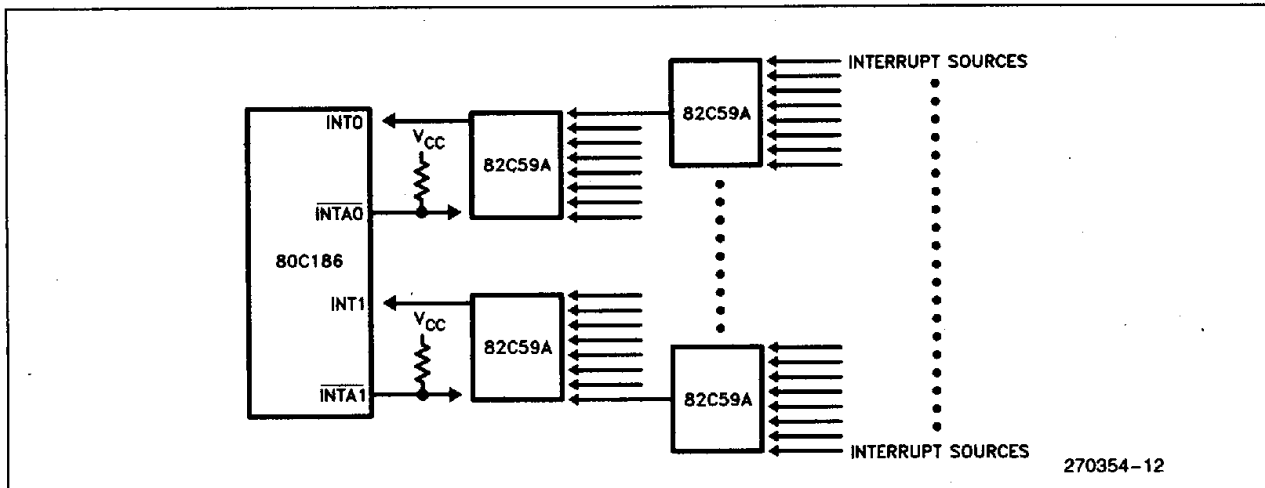 INTERRUPT SOURCES
82C59A
INT0
VCC
82C59A
INTA0
80C186
INT1
VCC
82C59A
INTA1
82C59A
INTERRUPT SOURCES
270354-12